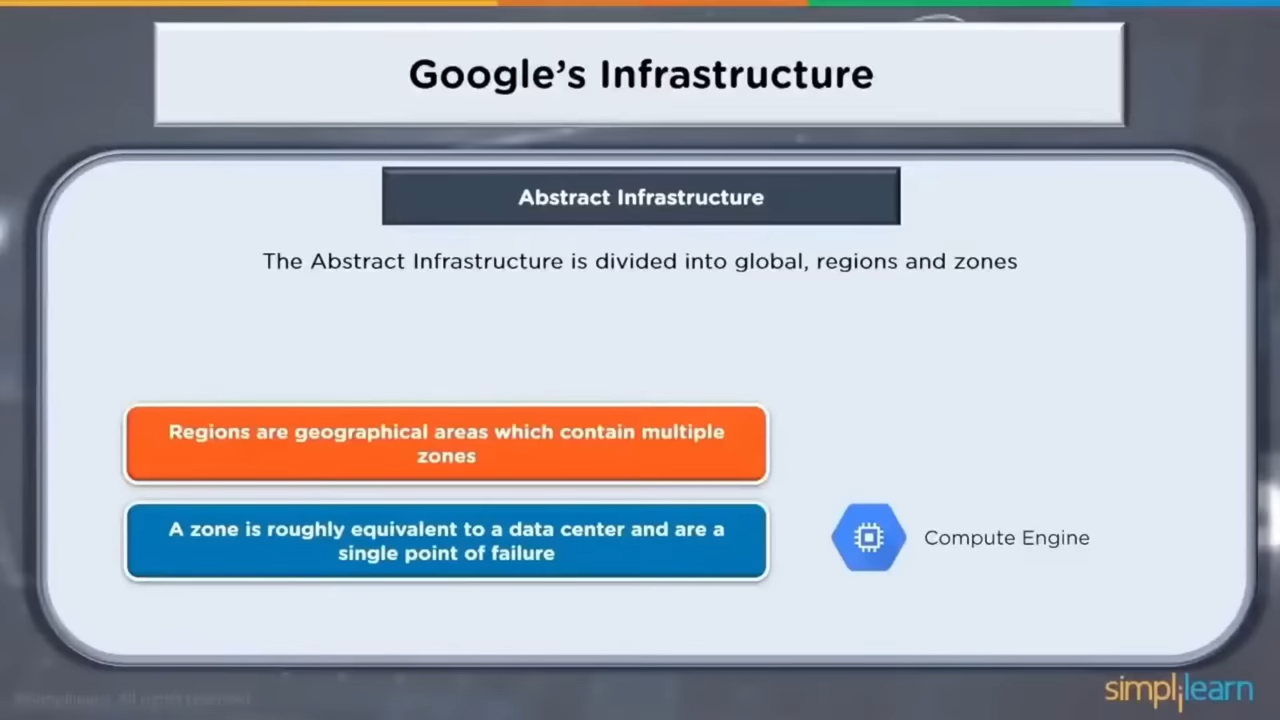 Google's Infrastructure
Abstract Infrastructure
The Abstract Infrastructure is divided into global, regions and zones
Regions are geographical areas which contain multiple
zones
A zone is roughly equivalent to a data center and are a
single point of failure
Compute Engine
simplilearn